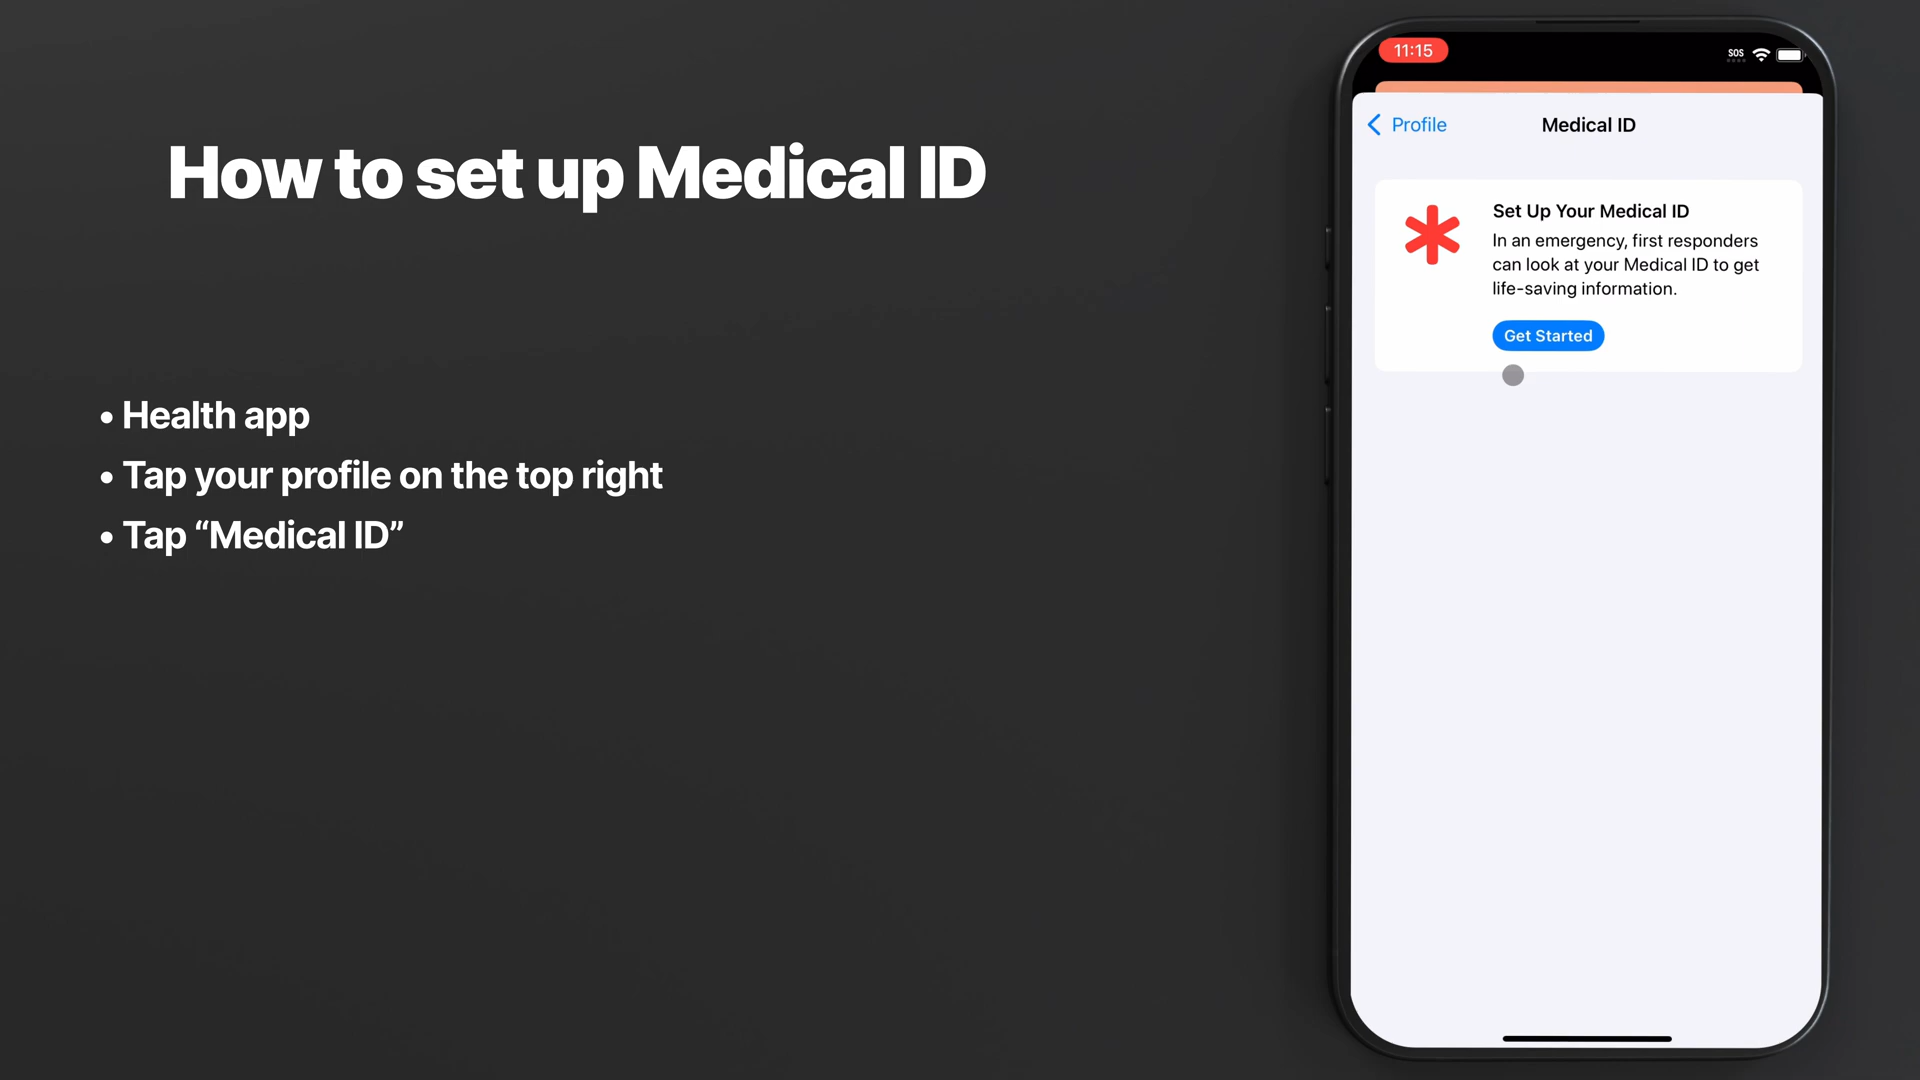 How to set up Medical ID
• Health app
• Tap your profile on the top right
• Tap “Medical ID”
11:15
SOS
Profile
Medical ID
Set Up Your Medical ID
In an emergency, first responders
can look at your Medical ID to get
life-saving information.
Get Started